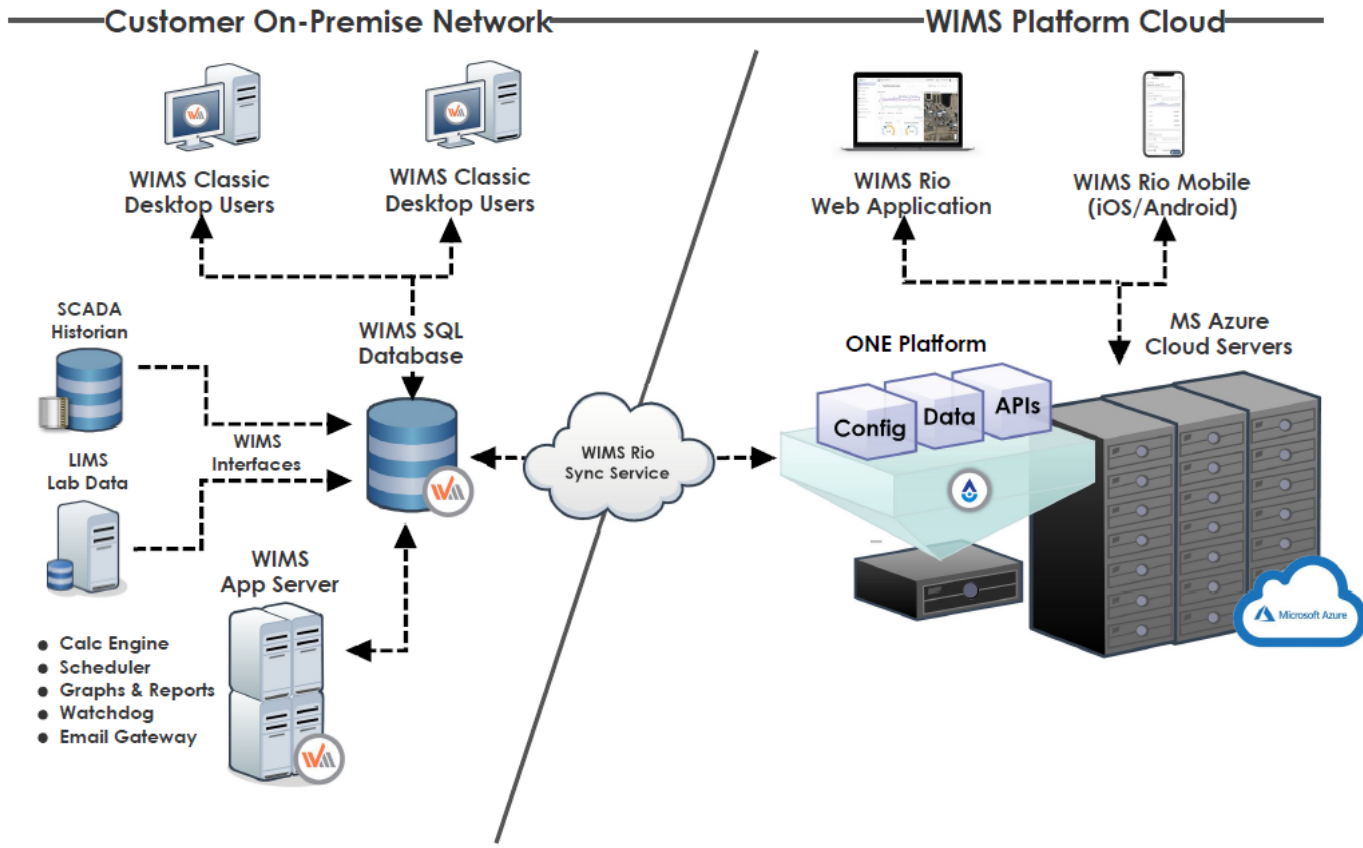 Customer On-Premise Network
WIMS Platform Cloud
WIMS Classic
Desktop Users
WIMS Classic
Desktop Users
WIMS Rio
Web Application
WIMS Rio Mobile
(iOS/Android)
SCADA
Historian
WIMS SQL
Database
ONE Platform
MS Azure
Cloud Servers
Config
Data
APIs
WIMS
Interfaces
LIMS
Lab Data
WIMS Rio
Sync Service
WIMS
App Server
Microsoft Azure
● Calc Engine
● Scheduler
● Graphs & Reports
● Watchdog
● Email Gateway